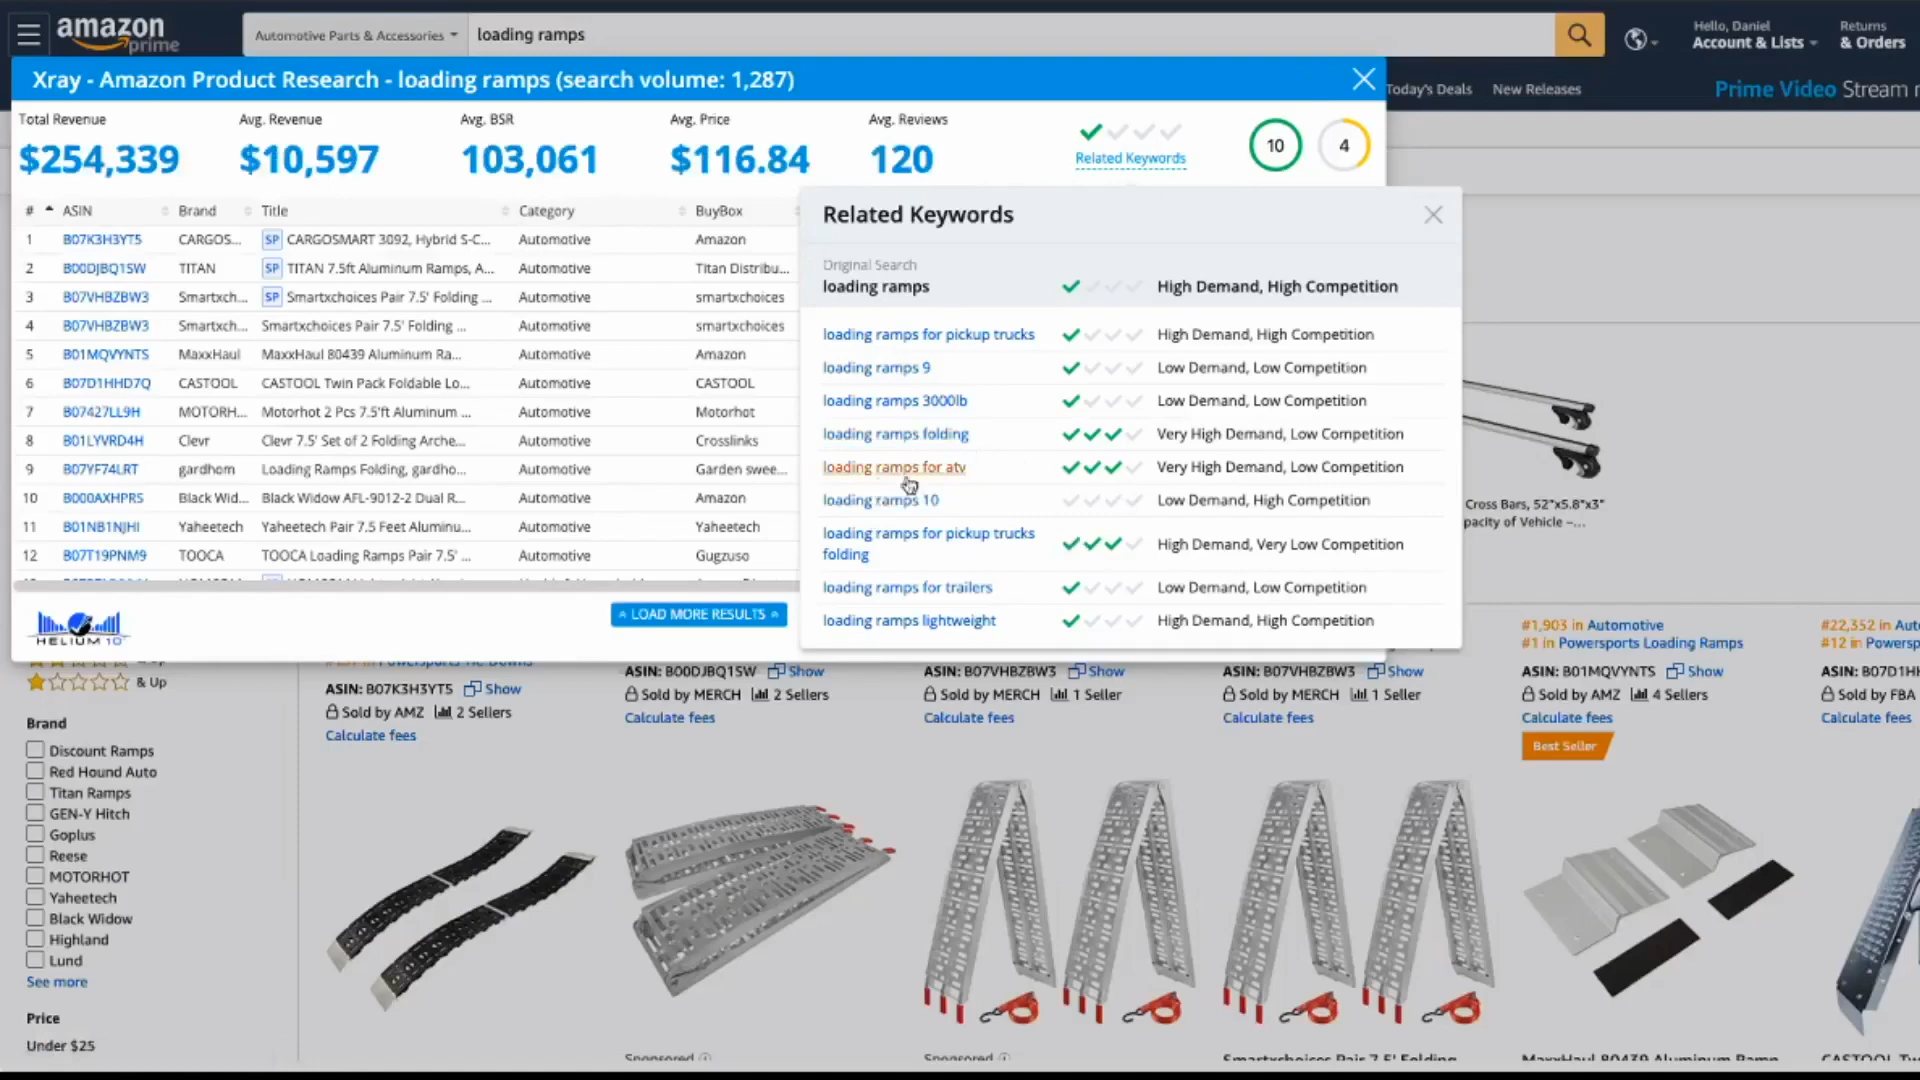 amazon
prime
Automotive Parts & Accessories
loading ramps
Hello, Daniel
Account & Lists
Returns
& Orders
Xray - Amazon Product Research - loading ramps (search volume: 1,287)
Today's Deals
New Releases
Prime Video Stream
Total Revenue
Avg. Revenue
Avg. BSR
Avg. Price
Avg. Reviews
$254,339
$10,597
103,061
$116.84
120
Related Keywords
10
4
# ASIN Brand Title Category BuyBox
1 B07K3H3YT5 CARGOS... SP CARGOSMART 3092, Hybrid S-C... Automotive Amazon
2 B00DJBQ1SW TITAN SP TITAN 7.5ft Aluminum Ramps, A... Automotive Titan Distribu...
3 B07VHBZBW3 Smartxch... SP Smartxchoices Pair 7.5' Folding ... Automotive smartxchoices
4 B07VHBZBW3 Smartxch... Smartxchoices Pair 7.5' Folding ... Automotive smartxchoices
5 B01MQVYNTS MaxxHaul MaxxHaul 80439 Aluminum Ra... Automotive Amazon
6 B07D1HHD7Q CASTOOL CASTOOL Twin Pack Foldable Lo... Automotive CASTOOL
7 B07427LL9H MOTORH... Motorhot 2 Pcs 7.5'ft Aluminum ... Automotive Motorhot
8 B01LYVRD4H Clevr Clevr 7.5' Set of 2 Folding Arche... Automotive Crosslinks
9 B07YF74LRT gardhom Loading Ramps Folding, gardho... Automotive Garden swee...
10 B000AXHPRS Black Wid... Black Widow AFL-9012-2 Dual R... Automotive Amazon
11 B01NB1NJHI Yaheetech Yaheetech Pair 7.5 Feet Aluminu... Automotive Yaheetech
12 B07T19PNM9 TOOCA TOOCA Loading Ramps Pair 7.5' ... Automotive Gugzuso
HELIUM 10
LOAD MORE RESULTS
Related Keywords
Original Search
loading ramps High Demand, High Competition
loading ramps for pickup trucks High Demand, High Competition
loading ramps 9 Low Demand, Low Competition
loading ramps 3000lb Low Demand, Low Competition
loading ramps folding Very High Demand, Low Competition
loading ramps for atv Very High Demand, Low Competition
loading ramps 10 Low Demand, High Competition
loading ramps for pickup trucks
folding High Demand, Very Low Competition
loading ramps for trailers Low Demand, Low Competition
loading ramps lightweight High Demand, High Competition
Cross Bars, 52"x5.8"x3"
pacity of Vehicle –...
& Up
Brand
Discount Ramps
Red Hound Auto
Titan Ramps
GEN-Y Hitch
Goplus
Reese
MOTORHOT
Yaheetech
Black Widow
Highland
Lund
See more
Price
Under $25
ASIN: B07K3H3YT5 Show
Sold by AMZ 2 Sellers
Calculate fees
ASIN: B00DJBQ1SW Show
Sold by MERCH 2 Sellers
Calculate fees
ASIN: B07VHBZBW3 Show
Sold by MERCH 1 Seller
Calculate fees
ASIN: B07VHBZBW3 Show
Sold by MERCH 1 Seller
Calculate fees
#1,903 in Automotive
#1 in Powersports Loading Ramps
ASIN: B01MQVYNTS Show
Sold by AMZ 4 Sellers
Calculate fees
Best Seller
#22,352 in Auto
#12 in Powersp
ASIN: B07D1HH
Sold by FBA
Calculate fees
Sponsored
Sponsored
Smartxchoices Pair 7.5' Folding
MaxxHaul 80439 Aluminum Ramp
CASTOOL Twin